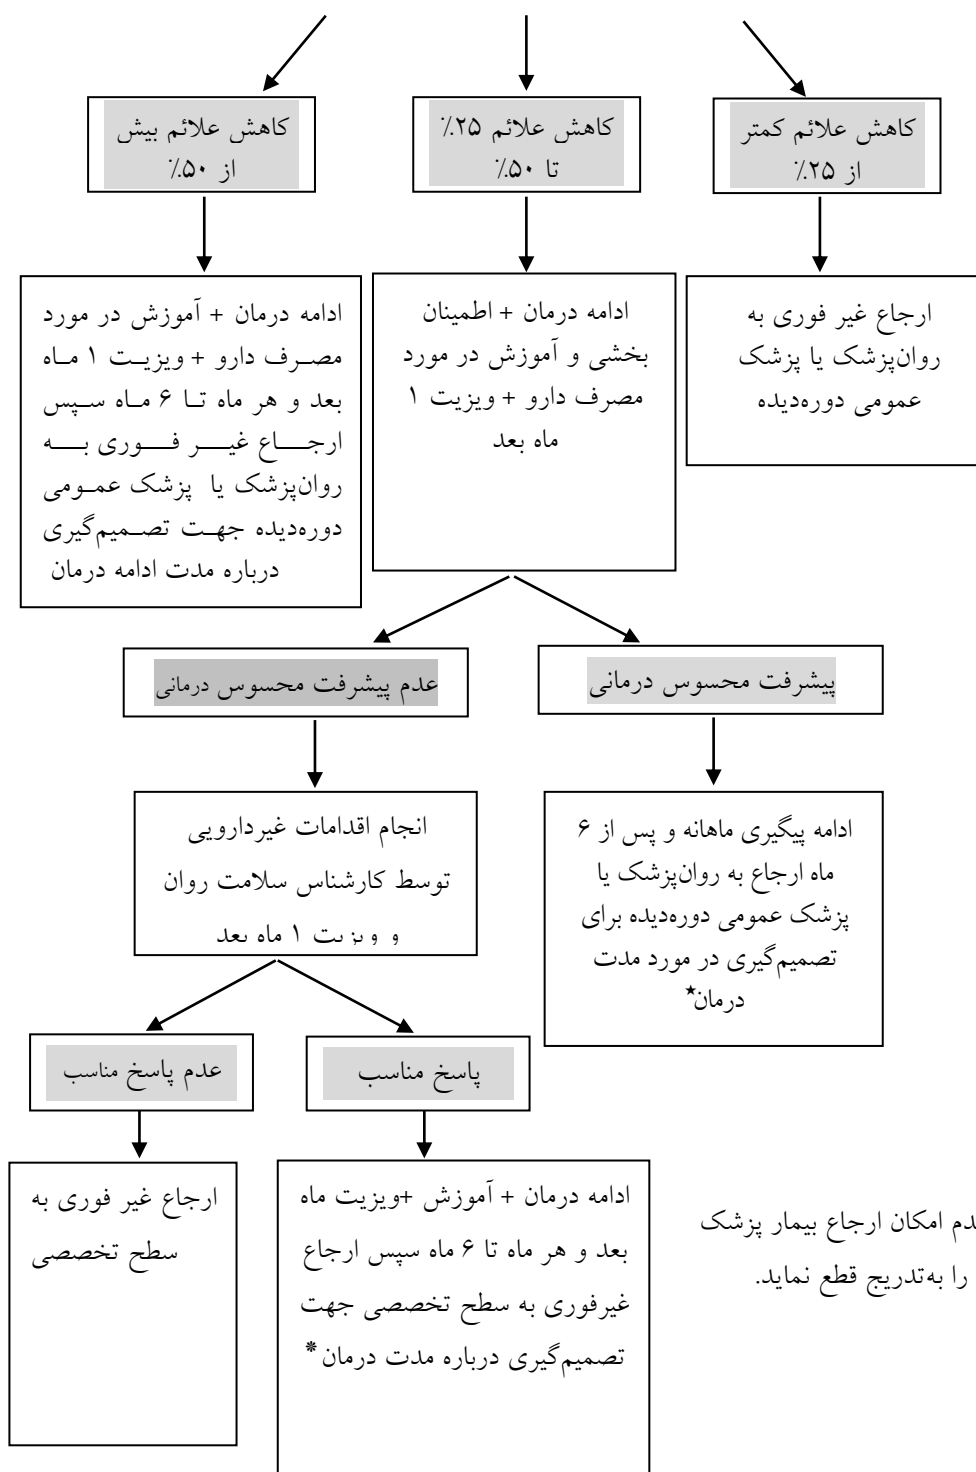 کاهش علائم کمتر
از ۲۵٪
کاهش علائم ۲۵٪
تا ۵۰٪
کاهش علائم بیش
از ۵۰٪
ارجاع غیر فوری به
روان‌پزشک یا پزشک
عمومی دوره‌دیده
ادامه درمان + اطمینان
بخشی و آموزش در مورد
مصرف دارو + ویزیت ۱
ماه بعد
ادامه درمان + آموزش در مورد
مصرف دارو + ویزیت ۱ ماه
بعد و هر ماه تا ۶ ماه سپس
ارجاع غیر فوری به
روان‌پزشک یا پزشک عمومی
دوره‌دیده جهت تصمیم‌گیری
درباره مدت ادامه درمان
پیشرفت محسوس درمانی
عدم پیشرفت محسوس درمانی
ادامه پیگیری ماهانه و پس از ۶
ماه ارجاع به روان‌پزشک یا
پزشک عمومی دوره‌دیده برای
تصمیم‌گیری در مورد مدت
درمان*
انجام اقدامات غیردارویی
توسط کارشناس سلامت روان
و ویزیت ۱ ماه بعد
پاسخ مناسب
عدم پاسخ مناسب
ادامه درمان + آموزش +ویزیت ماه
بعد و هر ماه تا ۶ ماه سپس ارجاع
غیرفوری به سطح تخصصی جهت
تصمیم‌گیری درباره مدت درمان*
ارجاع غیر فوری به
سطح تخصصی
امکان ارجاع بیمار پزشک
را به‌تدریج قطع نماید.